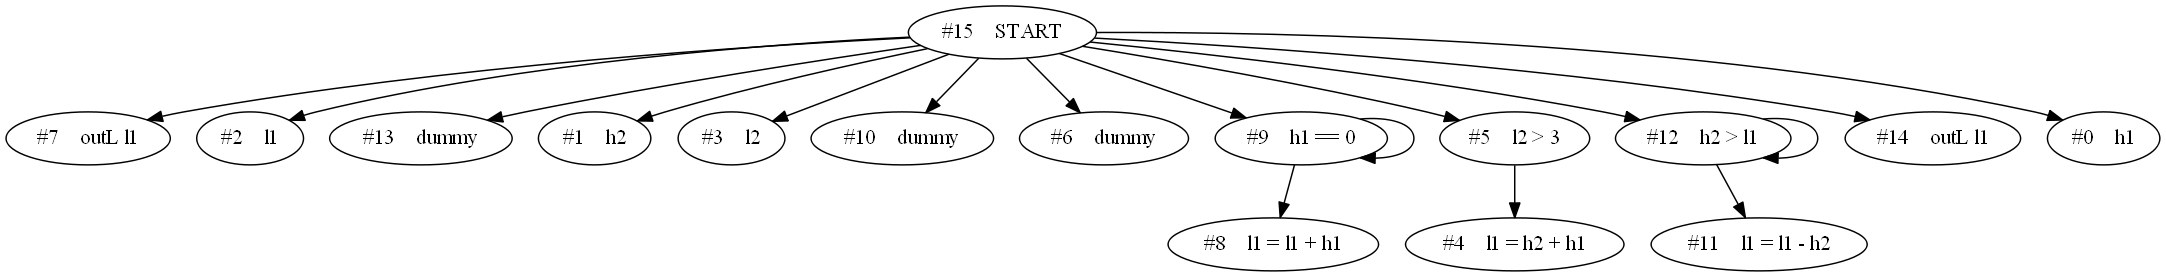 #15 START
#7 outL l1
#2 l1
#13 dummy
#1 h2
#3 l2
#10 dummy
#6 dummy
#9 h1 == 0
#5 l2 > 3
#12 h2 > l1
#14 outL l1
#0 h1
#8 l1 = l1 + h1
#4 l1 = h2 + h1
#11 l1 = l1 - h2